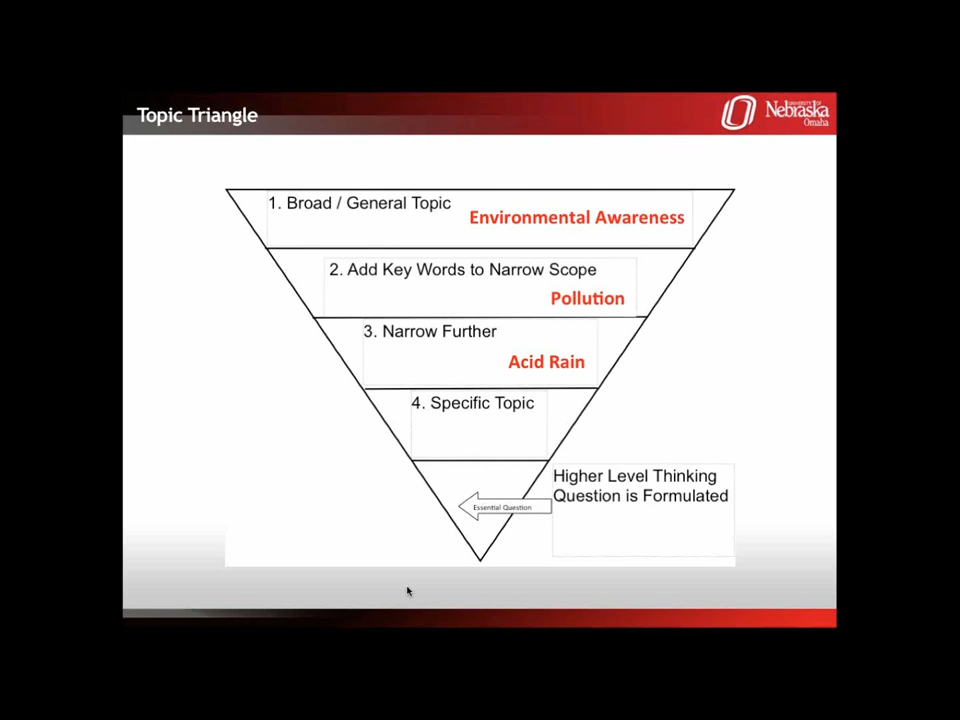 Topic Triangle
UNIVERSITY OF
Nebraska
Omaha
1. Broad / General Topic
Environmental Awareness
2. Add Key Words to Narrow Scope
Pollution
3. Narrow Further
Acid Rain
4. Specific Topic
Higher Level Thinking
Question is Formulated
Essential Question